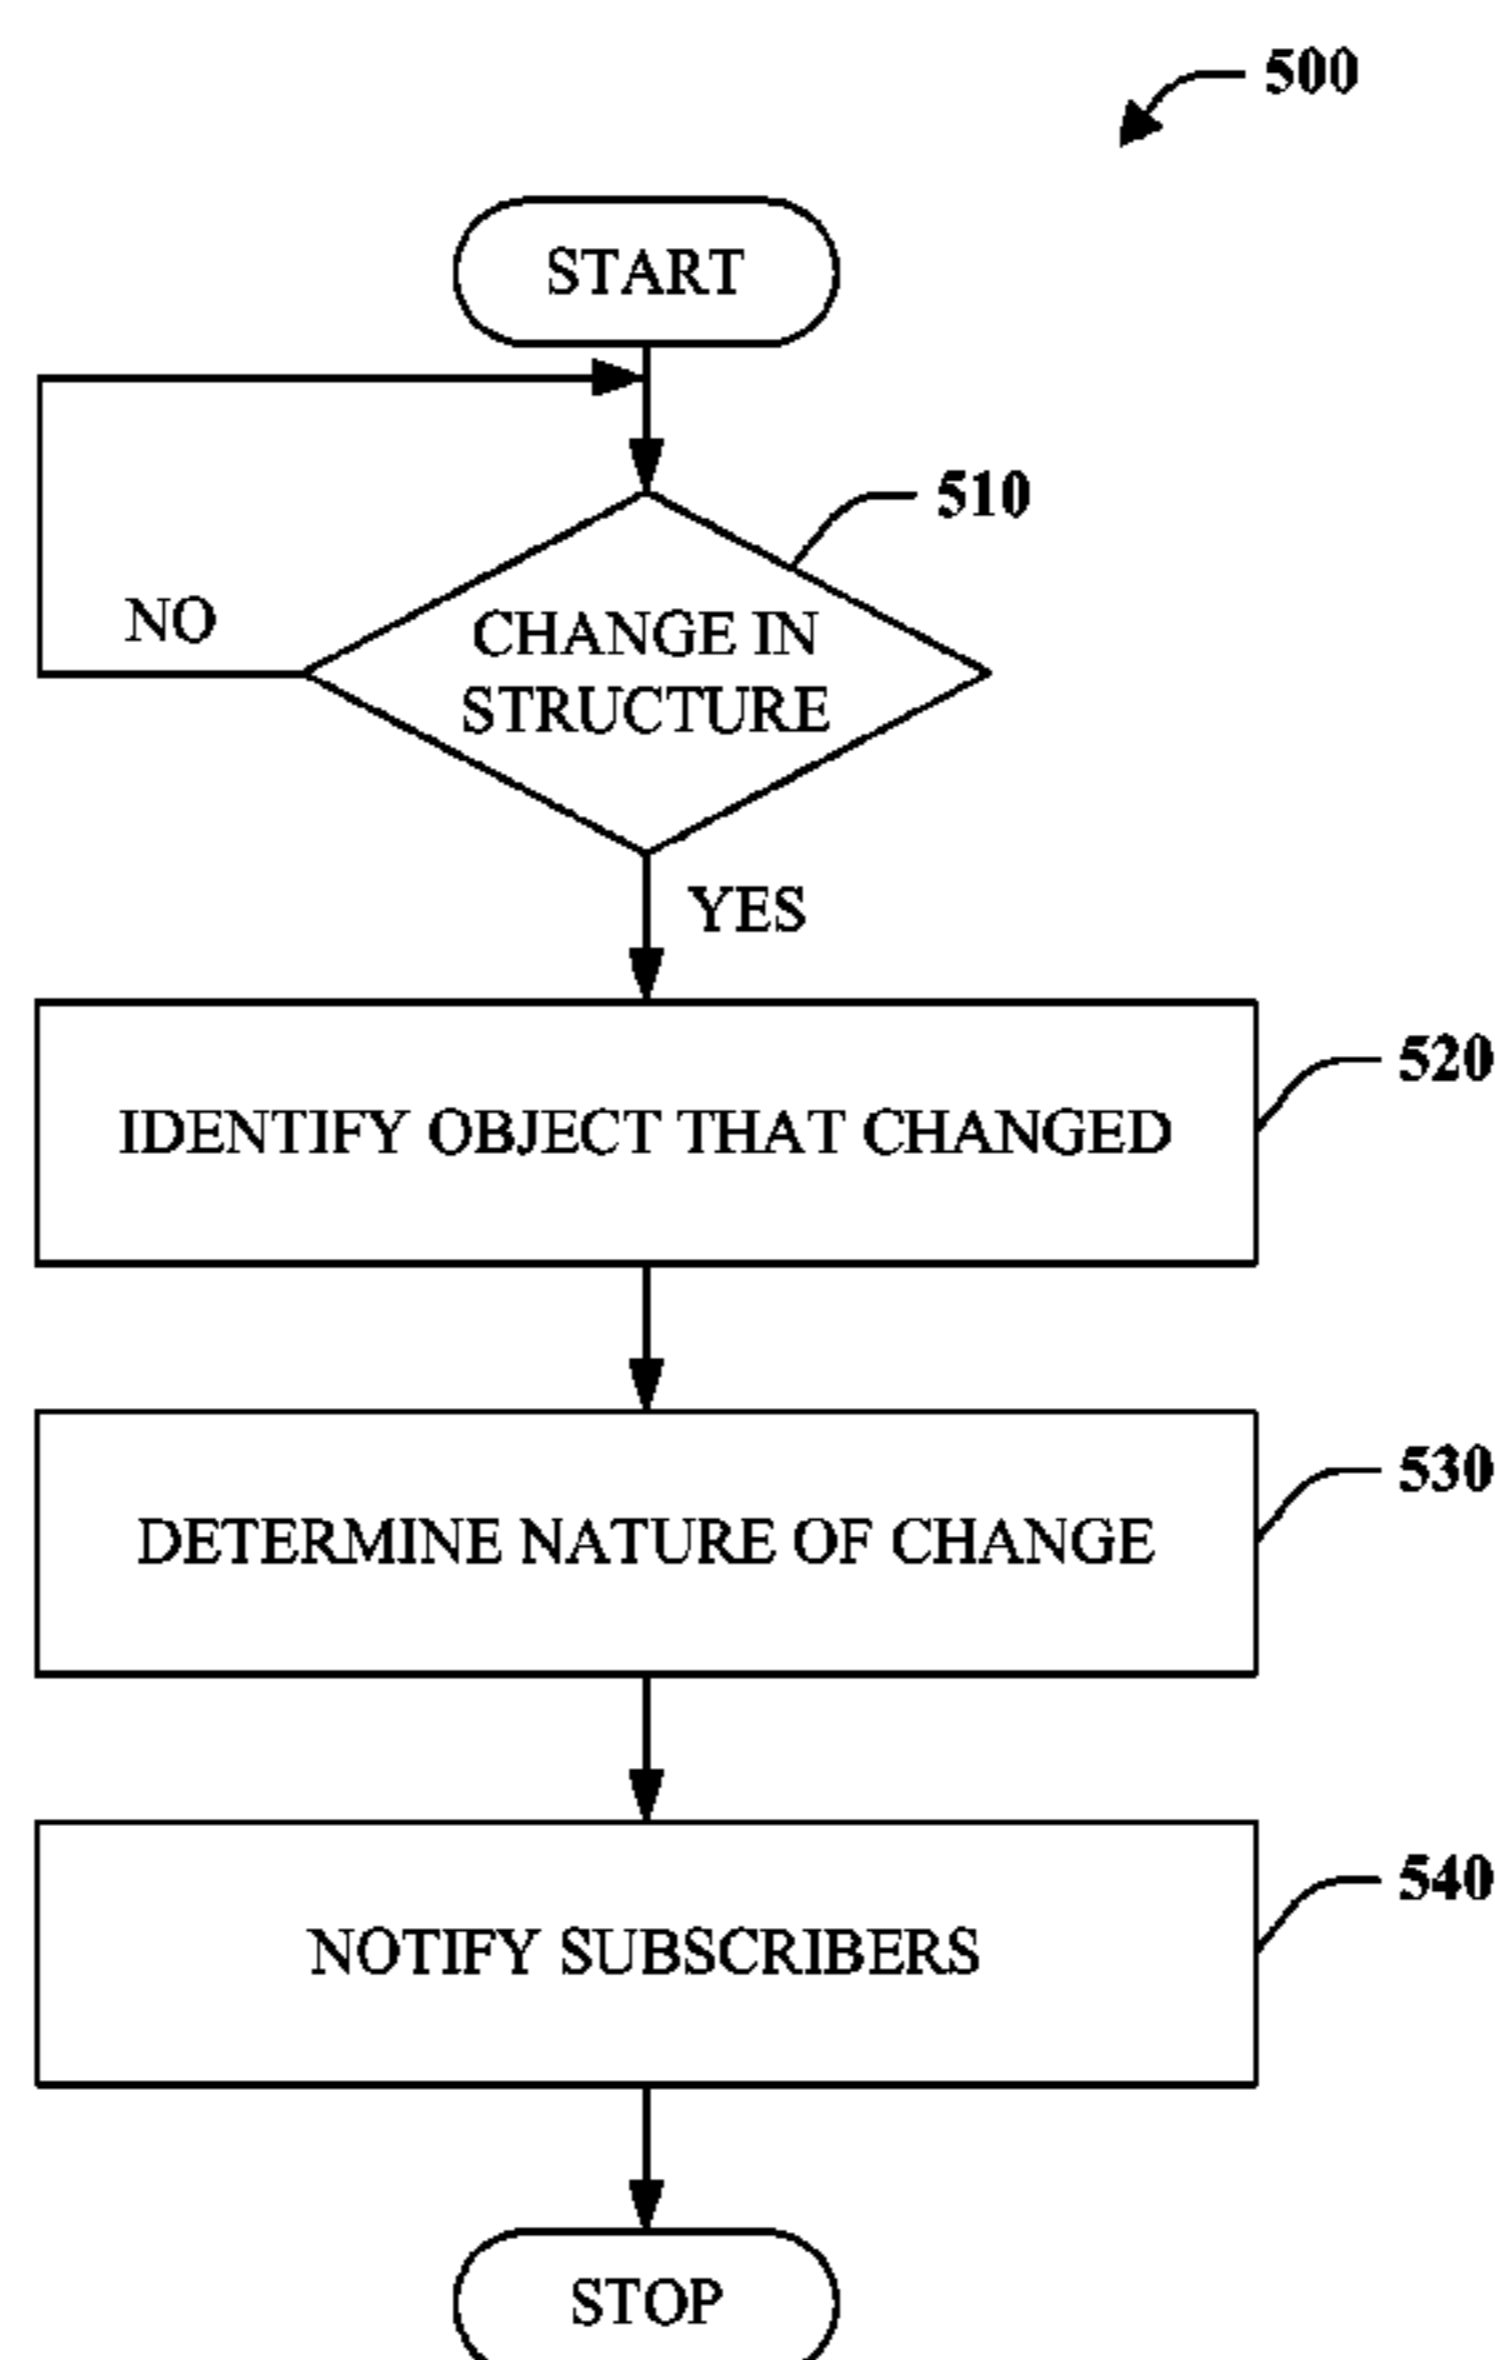 500
START
510
NO
CHANGE IN
STRUCTURE
YES
520
IDENTIFY OBJECT THAT CHANGED
530
DETERMINE NATURE OF CHANGE
540
NOTIFY SUBSCRIBERS
STOP